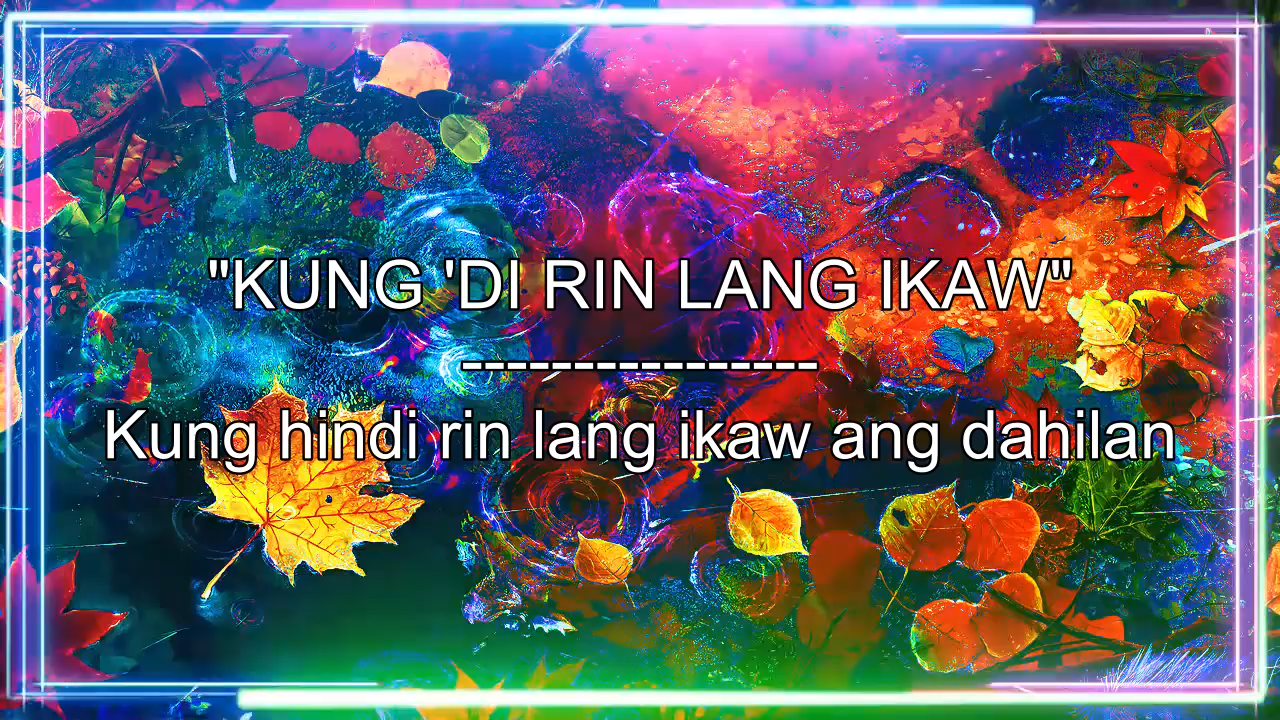 "KUNG 'DI RIN LANG IKAW"
----------------
Kung hindi rin lang ikaw ang dahilan